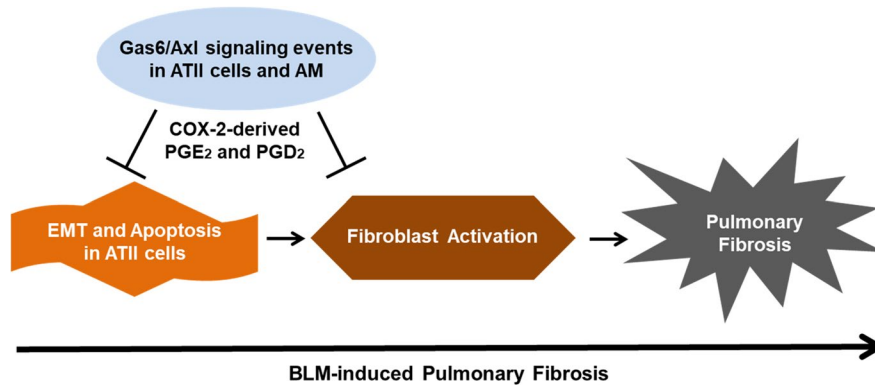 Gas6/Axl signaling events
in ATII cells and AM
COX-2-derived
PGE₂ and PGD₂
EMT and Apoptosis
in ATII cells
Fibroblast Activation
Pulmonary
Fibrosis
BLM-induced Pulmonary Fibrosis